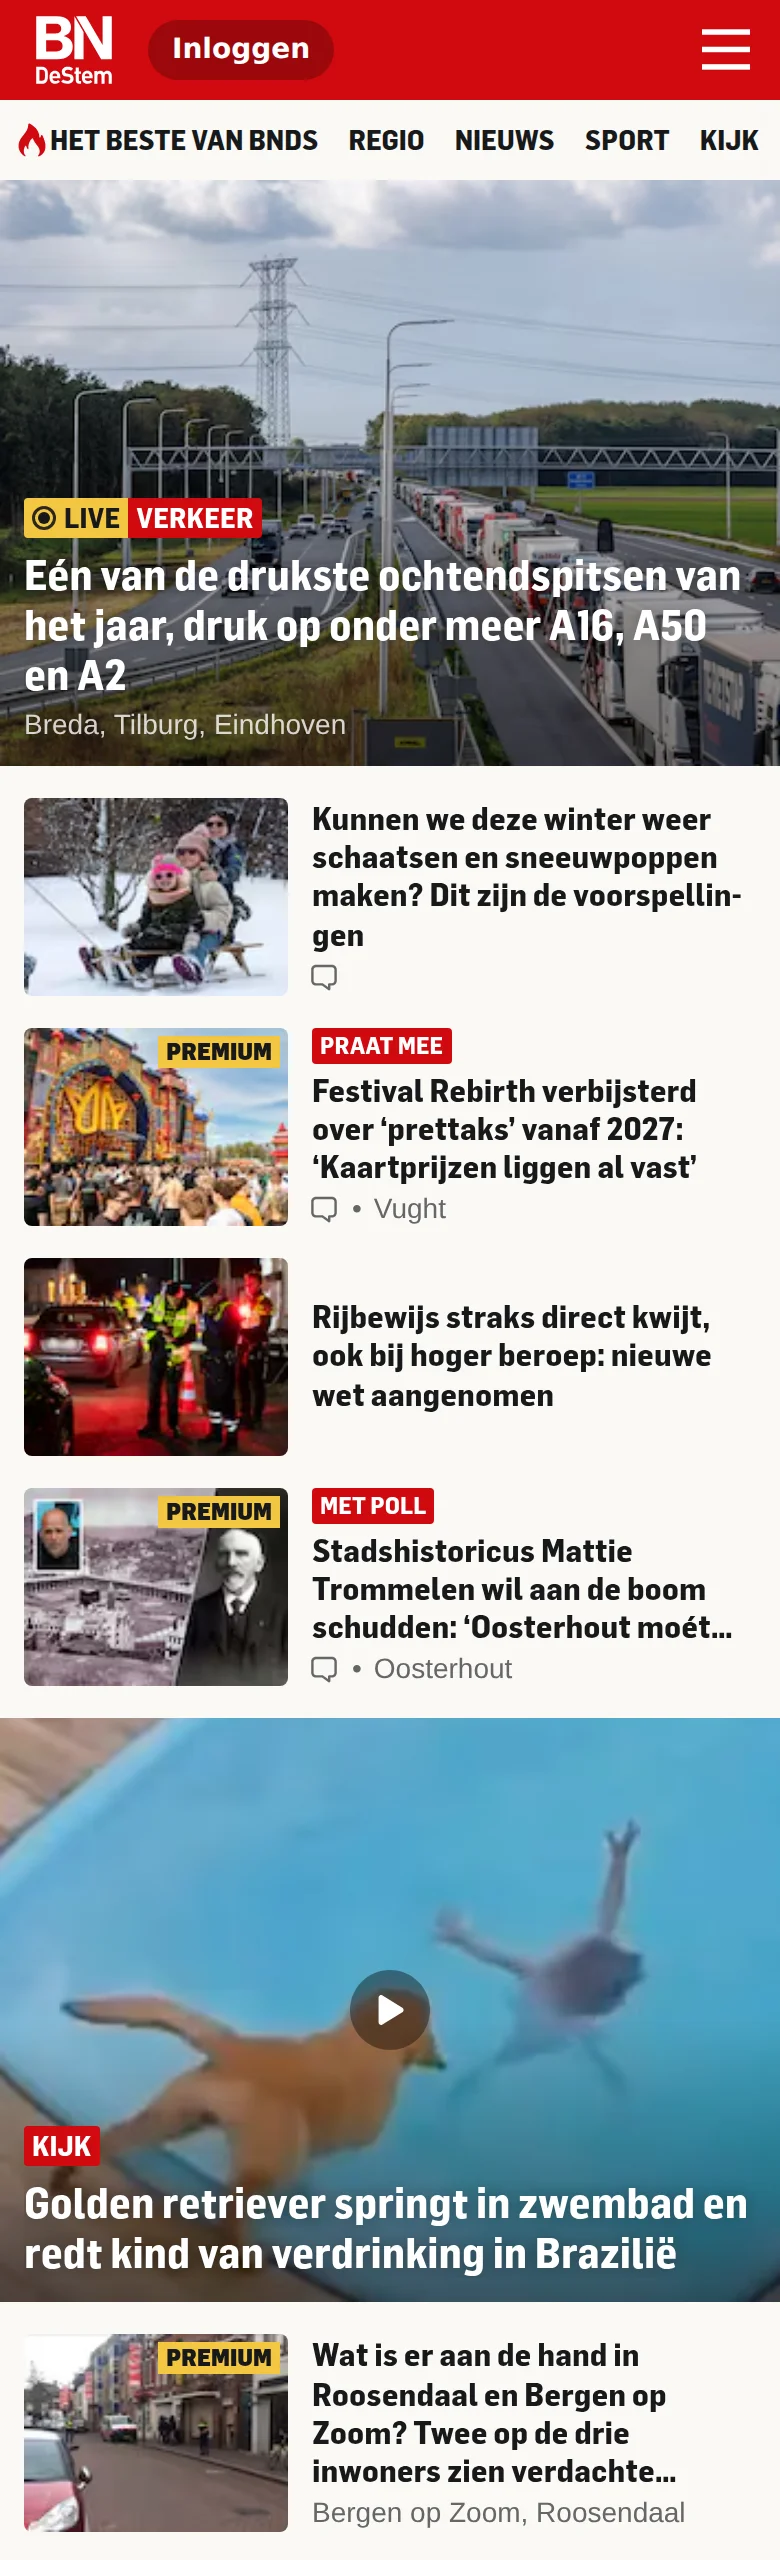 BN
DeStem
Inloggen
HET BESTE VAN BNDS REGIO NIEUWS SPORT KIJK
LIVE VERKEER
Eén van de drukste ochtendspitsen van
het jaar, druk op onder meer A16, A50
en A2
Breda, Tilburg, Eindhoven
Kunnen we deze winter weer
schaatsen en sneeuwpoppen
maken? Dit zijn de voorspellin-
gen
PREMIUM
PRAAT MEE
Festival Rebirth verbijsterd
over ‘prettaks’ vanaf 2027:
‘Kaartprijzen liggen al vast’
• Vught
Rijbewijs straks direct kwijt,
ook bij hoger beroep: nieuwe
wet aangenomen
PREMIUM
MET POLL
Stadshistoricus Mattie
Trommelen wil aan de boom
schudden: ‘Oosterhout moét...
• Oosterhout
KIJK
Golden retriever springt in zwembad en
redt kind van verdrinking in Brazilië
PREMIUM
Wat is er aan de hand in
Roosendaal en Bergen op
Zoom? Twee op de drie
inwoners zien verdachte...
Bergen op Zoom, Roosendaal